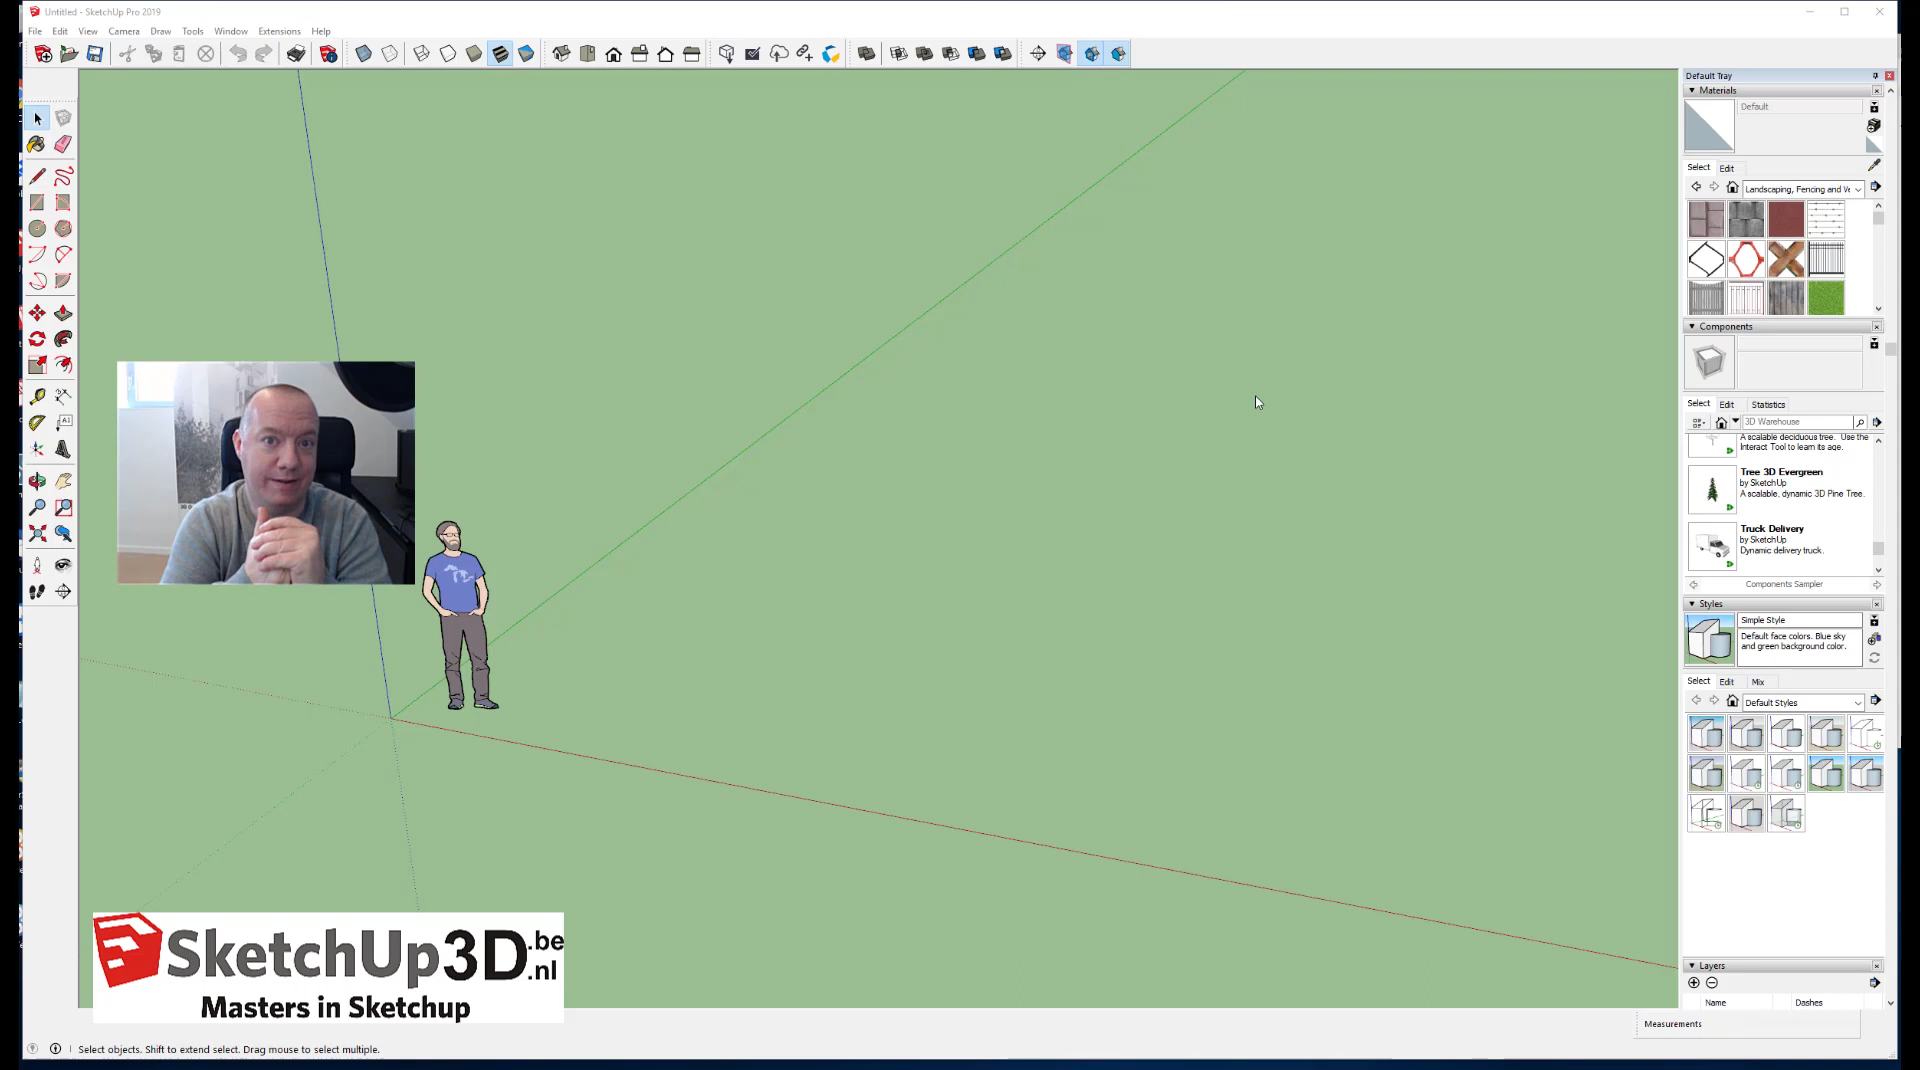 Untitled - SketchUp Pro 2019
File Edit View Camera Draw Tools Window Extensions Help
Default Tray
Materials
Default
Select Edit
Landscaping, Fencing and Ve
Components
Select Edit Statistics
3D Warehouse
A scalable deciduous tree. Use the
Interact Tool to learn its age.
Tree 3D Evergreen
by SketchUp
A scalable, dynamic 3D Pine Tree.
Truck Delivery
by SketchUp
Dynamic delivery truck.
Components Sampler
Styles
Simple Style
Default face colors. Blue sky
and green background color.
Select Edit Mix
Default Styles
Layers
Name Dashes
Measurements
A1
SketchUp3D.be
.nl
Masters in Sketchup
Select objects. Shift to extend select. Drag mouse to select multiple.